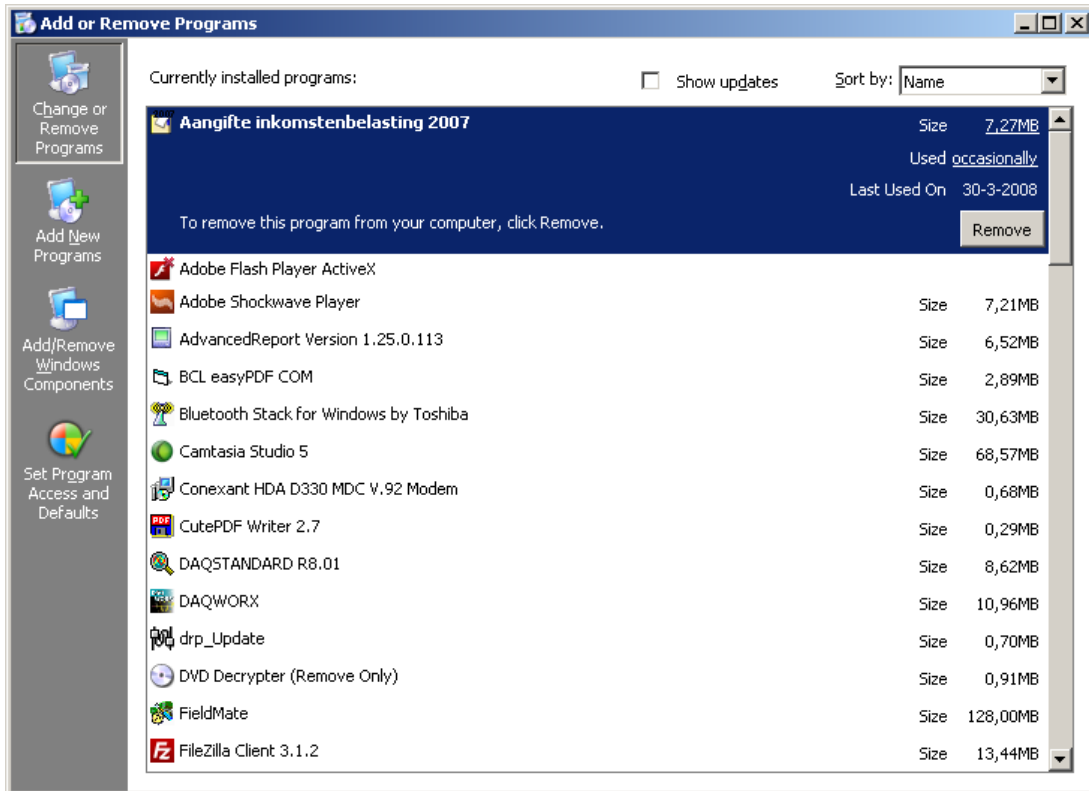 Add or Remove Programs
Change or
Remove
Programs
Add New
Programs
Add/Remove
Windows
Components
Set Program
Access and
Defaults
Currently installed programs: Show updates Sort by: Name
Aangifte inkomstenbelasting 2007 Size 7,27MB
Used occasionally
Last Used On 30-3-2008
To remove this program from your computer, click Remove. Remove
Adobe Flash Player ActiveX
Adobe Shockwave Player Size 7,21MB
AdvancedReport Version 1.25.0.113 Size 6,52MB
BCL easyPDF COM Size 2,89MB
Bluetooth Stack for Windows by Toshiba Size 30,63MB
Camtasia Studio 5 Size 68,57MB
Conexant HDA D330 MDC V.92 Modem Size 0,68MB
CutePDF Writer 2.7 Size 0,29MB
DAQSTANDARD R8.01 Size 8,62MB
DAQWORX Size 10,96MB
drp_Update Size 0,70MB
DVD Decrypter (Remove Only) Size 0,91MB
FieldMate Size 128,00MB
FileZilla Client 3.1.2 Size 13,44MB